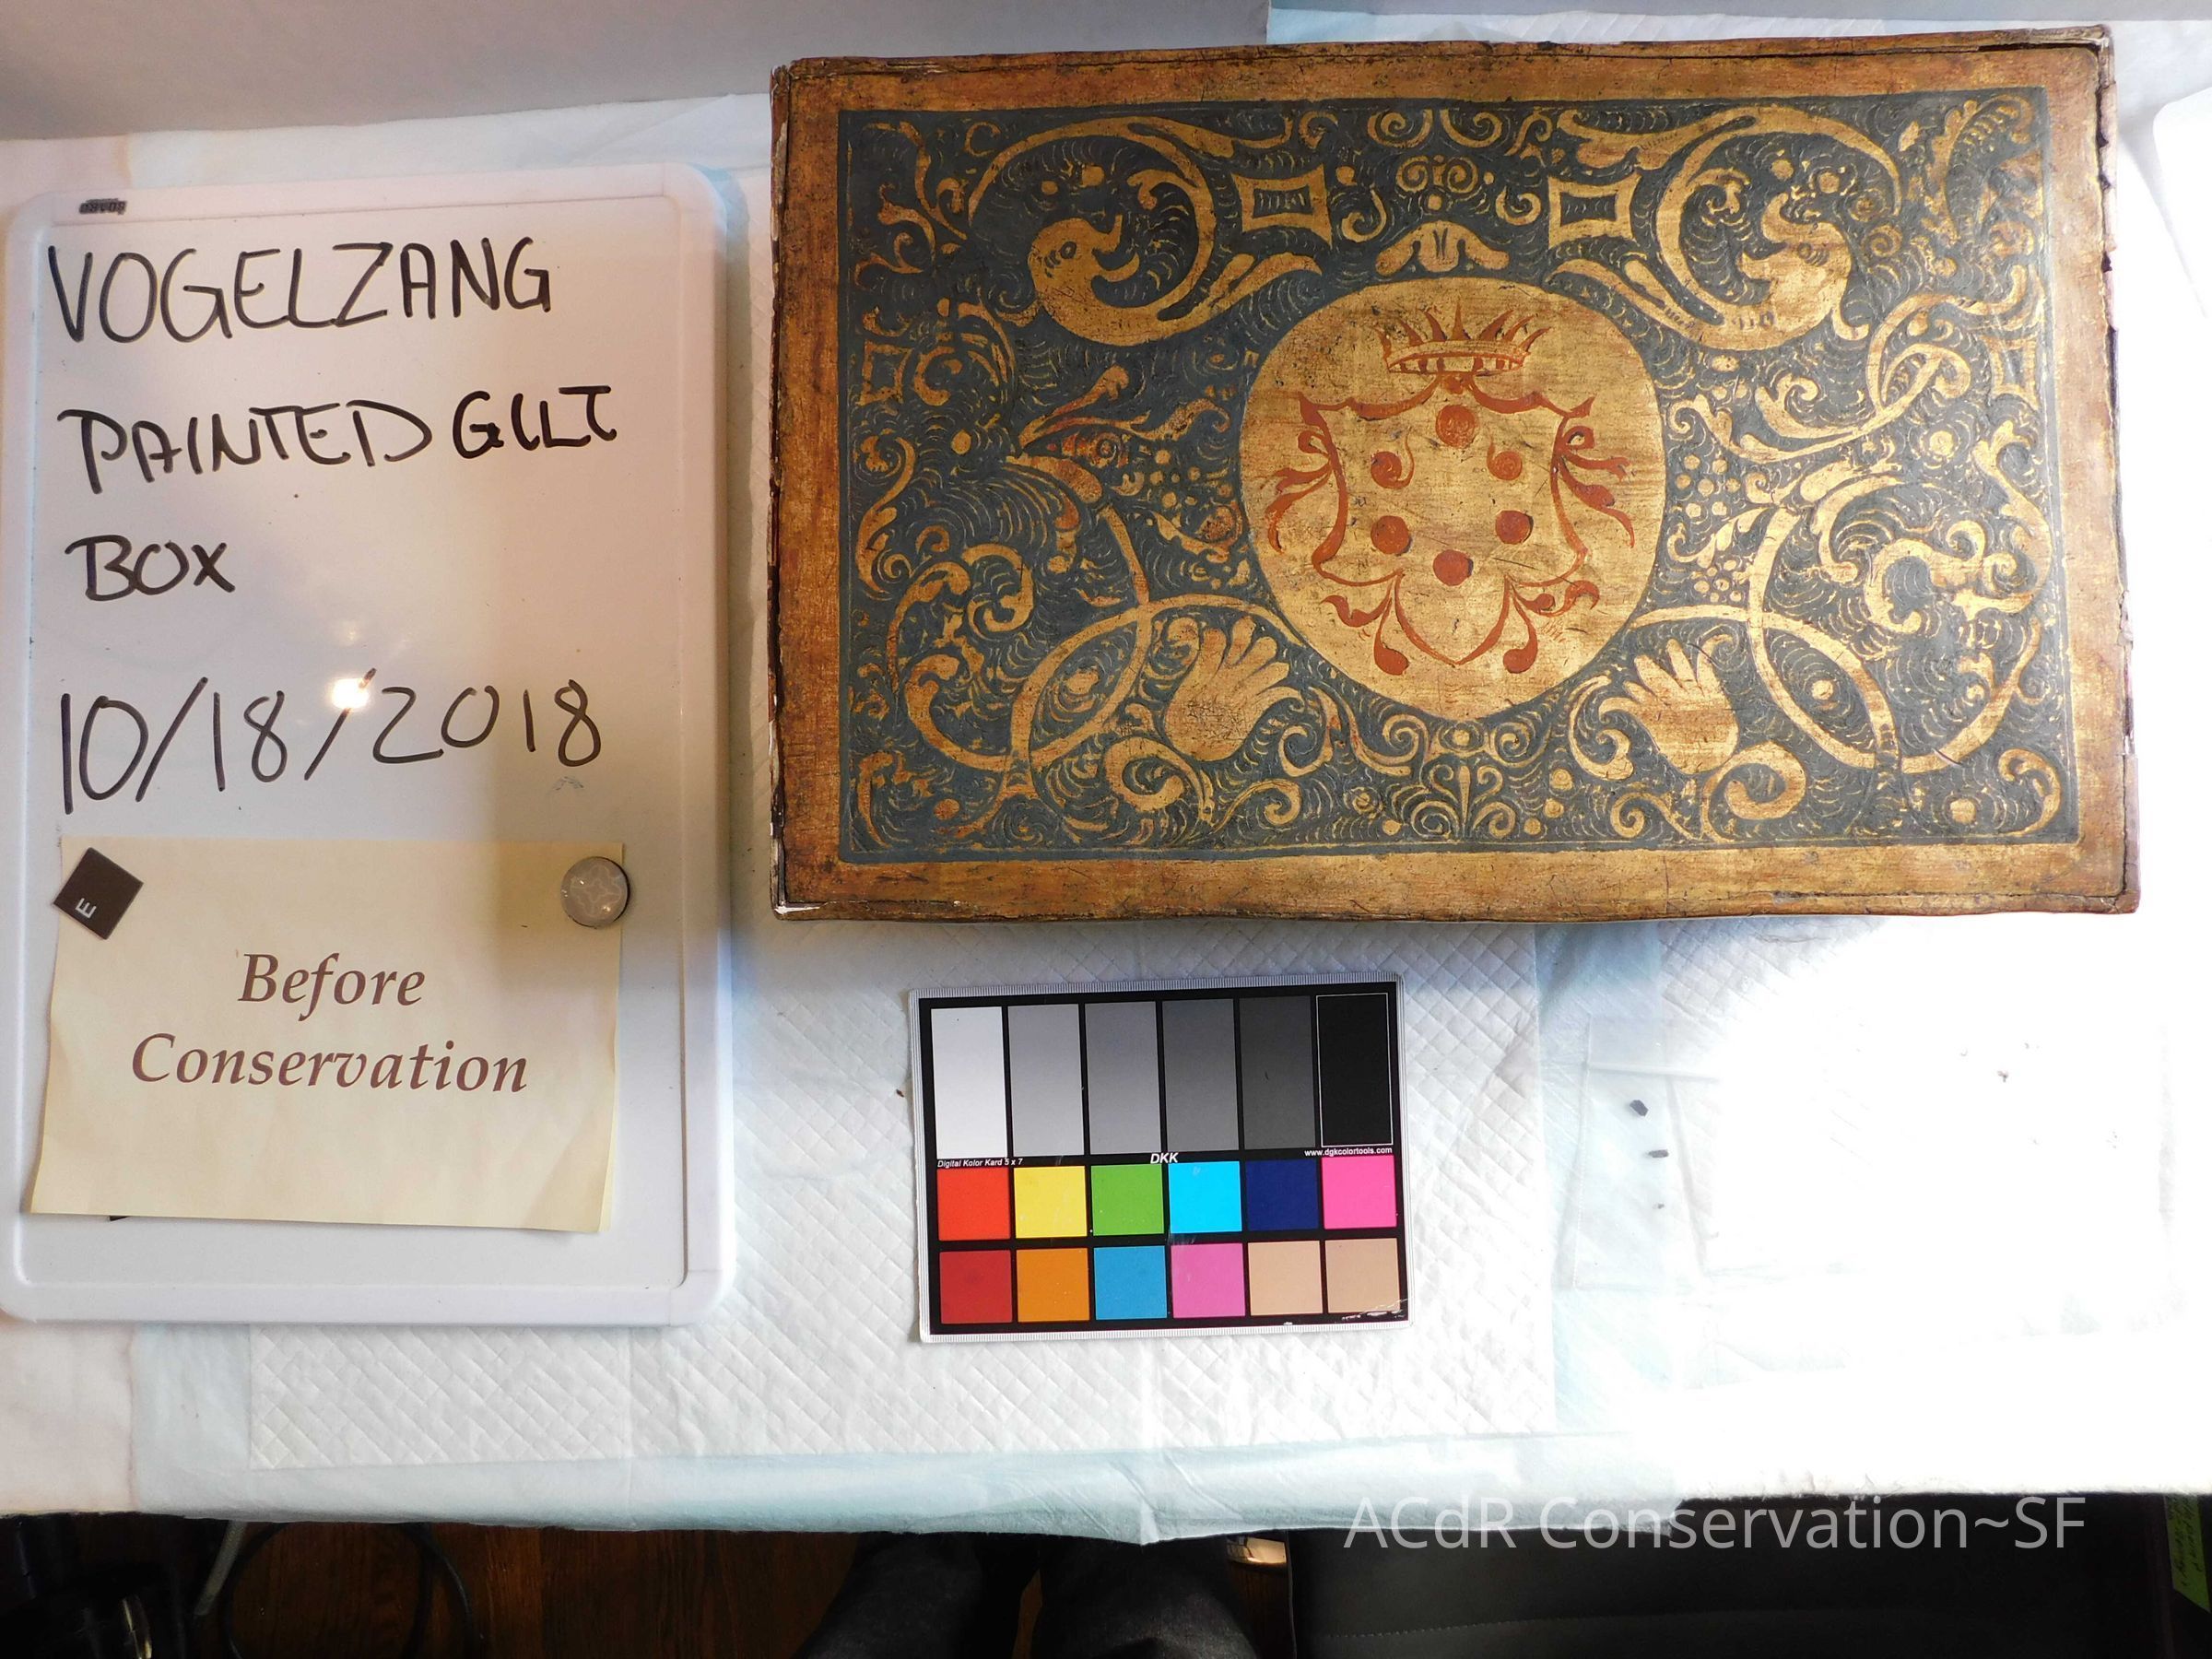 VOGELZANG
PAINTED GILT
BOX
10/18/2018
E
Before
Conservation
Digital Kolor Kard 5 x 7
DKK
www.dgkcolortools.com
ACdR Conservation~SF